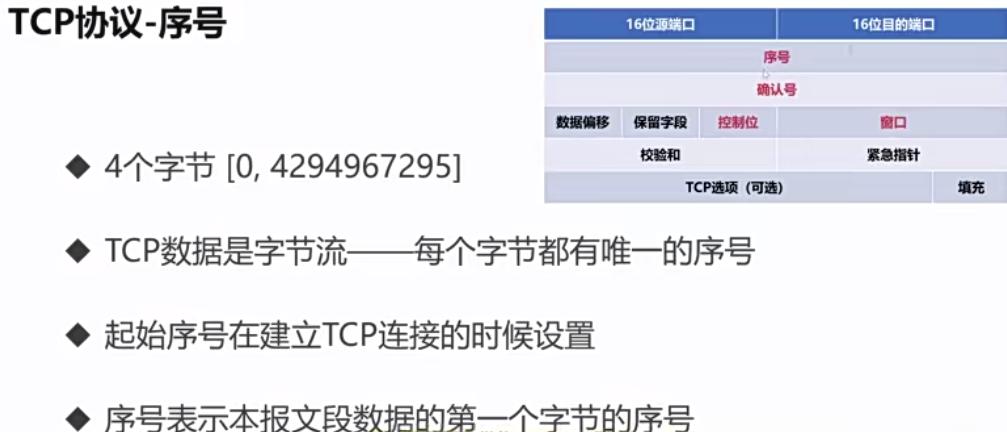 TCP协议-序号
16位源端口 16位目的端口
序号
确认号
数据偏移 保留字段 控制位 窗口
校验和 紧急指针
TCP选项（可选） 填充
◆ 4个字节 [0, 4294967295]
◆ TCP数据是字节流——每个字节都有唯一的序号
◆ 起始序号在建立TCP连接的时候设置
◆ 序号表示本报文段数据的第一个字节的序号